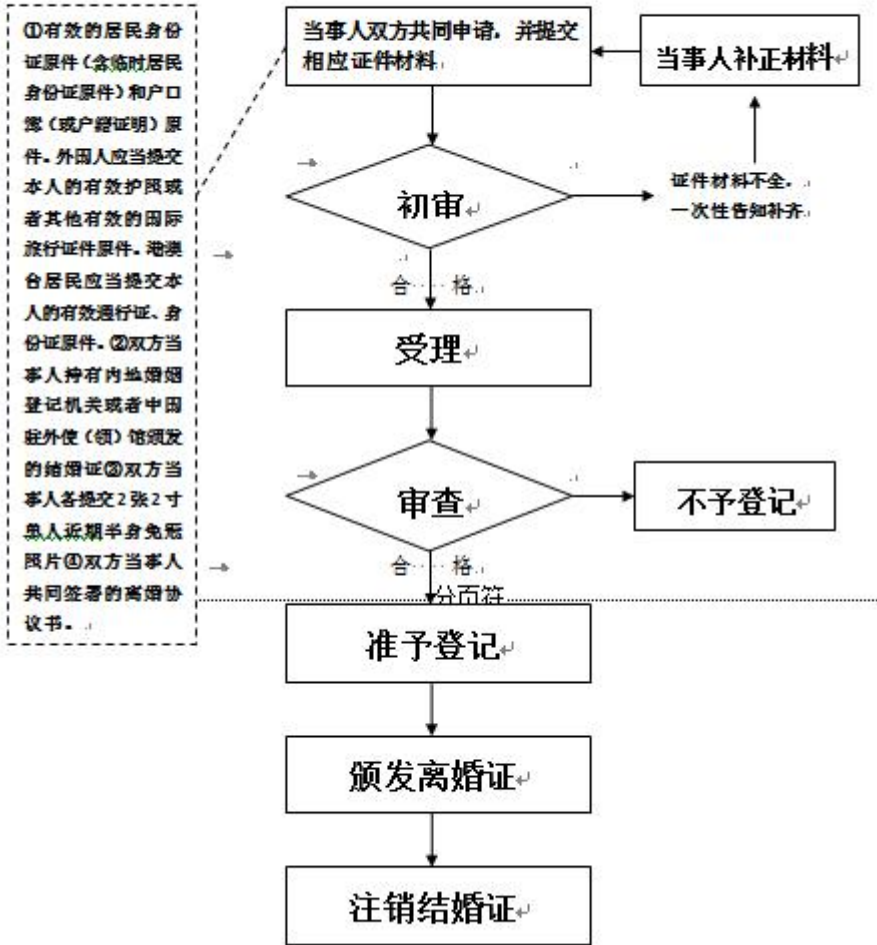 ①有效的居民身份
证原件（含临时居民
身份证原件）和户口
簿（或户籍证明）原
件。外国人应当提交
本人的有效护照或
者其他有效的国际
旅行证件原件。港澳
台居民应当提交本
人的有效通行证、身
份证原件。②双方当
事人持有内地婚姻
登记机关或者中国
驻外使（领）馆颁发
的结婚证③双方当
事人各提交2张2寸
单人近期半身免冠
照片④双方当事人
共同签署的离婚协
议书。
当事人双方共同申请，并提交
相应证件材料
当事人补正材料
初审
证件材料不全，
一次性告知补齐
合 格
受理
审查
不予登记
合 格
分页符
准予登记
颁发离婚证
注销结婚证